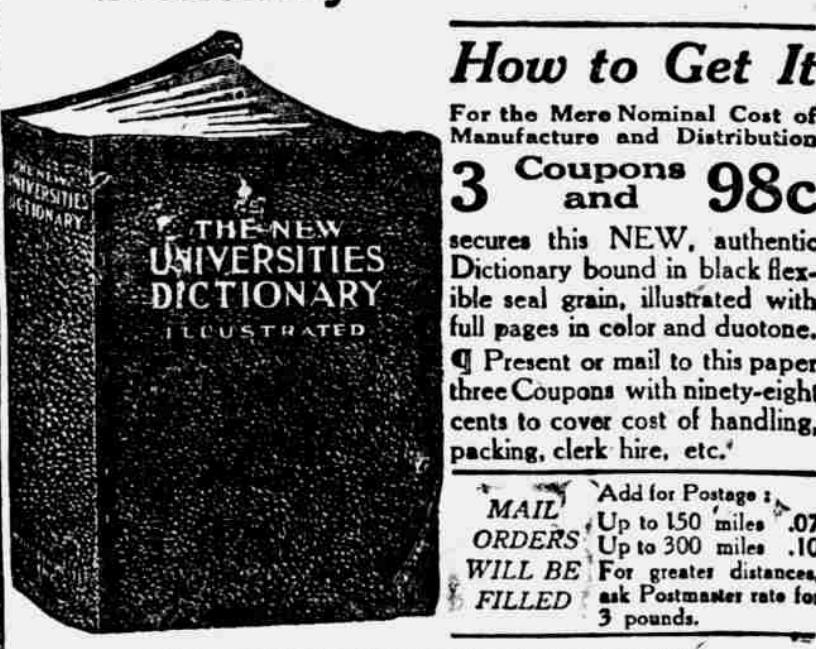 THE NEW
UNIVERSITIES
DICTIONARY
THE NEW
UNIVERSITIES
DICTIONARY
ILLUSTRATED
How to Get It
For the Mere Nominal Cost of
Manufacture and Distribution
3 Coupons and 98c
secures this NEW, authentic
Dictionary bound in black flex-
ible seal grain, illustrated with
full pages in color and duotone.
¶ Present or mail to this paper
three Coupons with ninety-eight
cents to cover cost of handling,
packing, clerk hire, etc.
MAIL
ORDERS
WILL BE
FILLED
Add for Postage:
Up to 150 miles .07
Up to 300 miles .10
For greater distances,
ask Postmaster rate for
3 pounds.